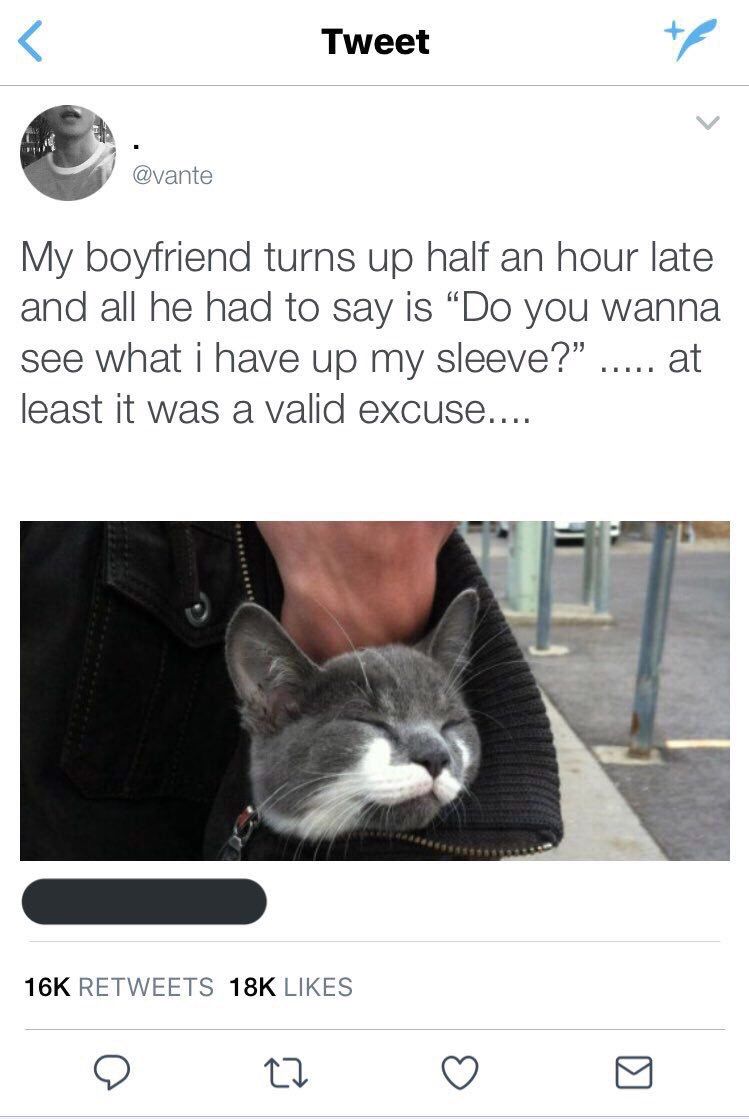 Tweet
.
@vante
My boyfriend turns up half an hour late
and all he had to say is “Do you wanna
see what i have up my sleeve?” ..... at
least it was a valid excuse....
16K RETWEETS 18K LIKES